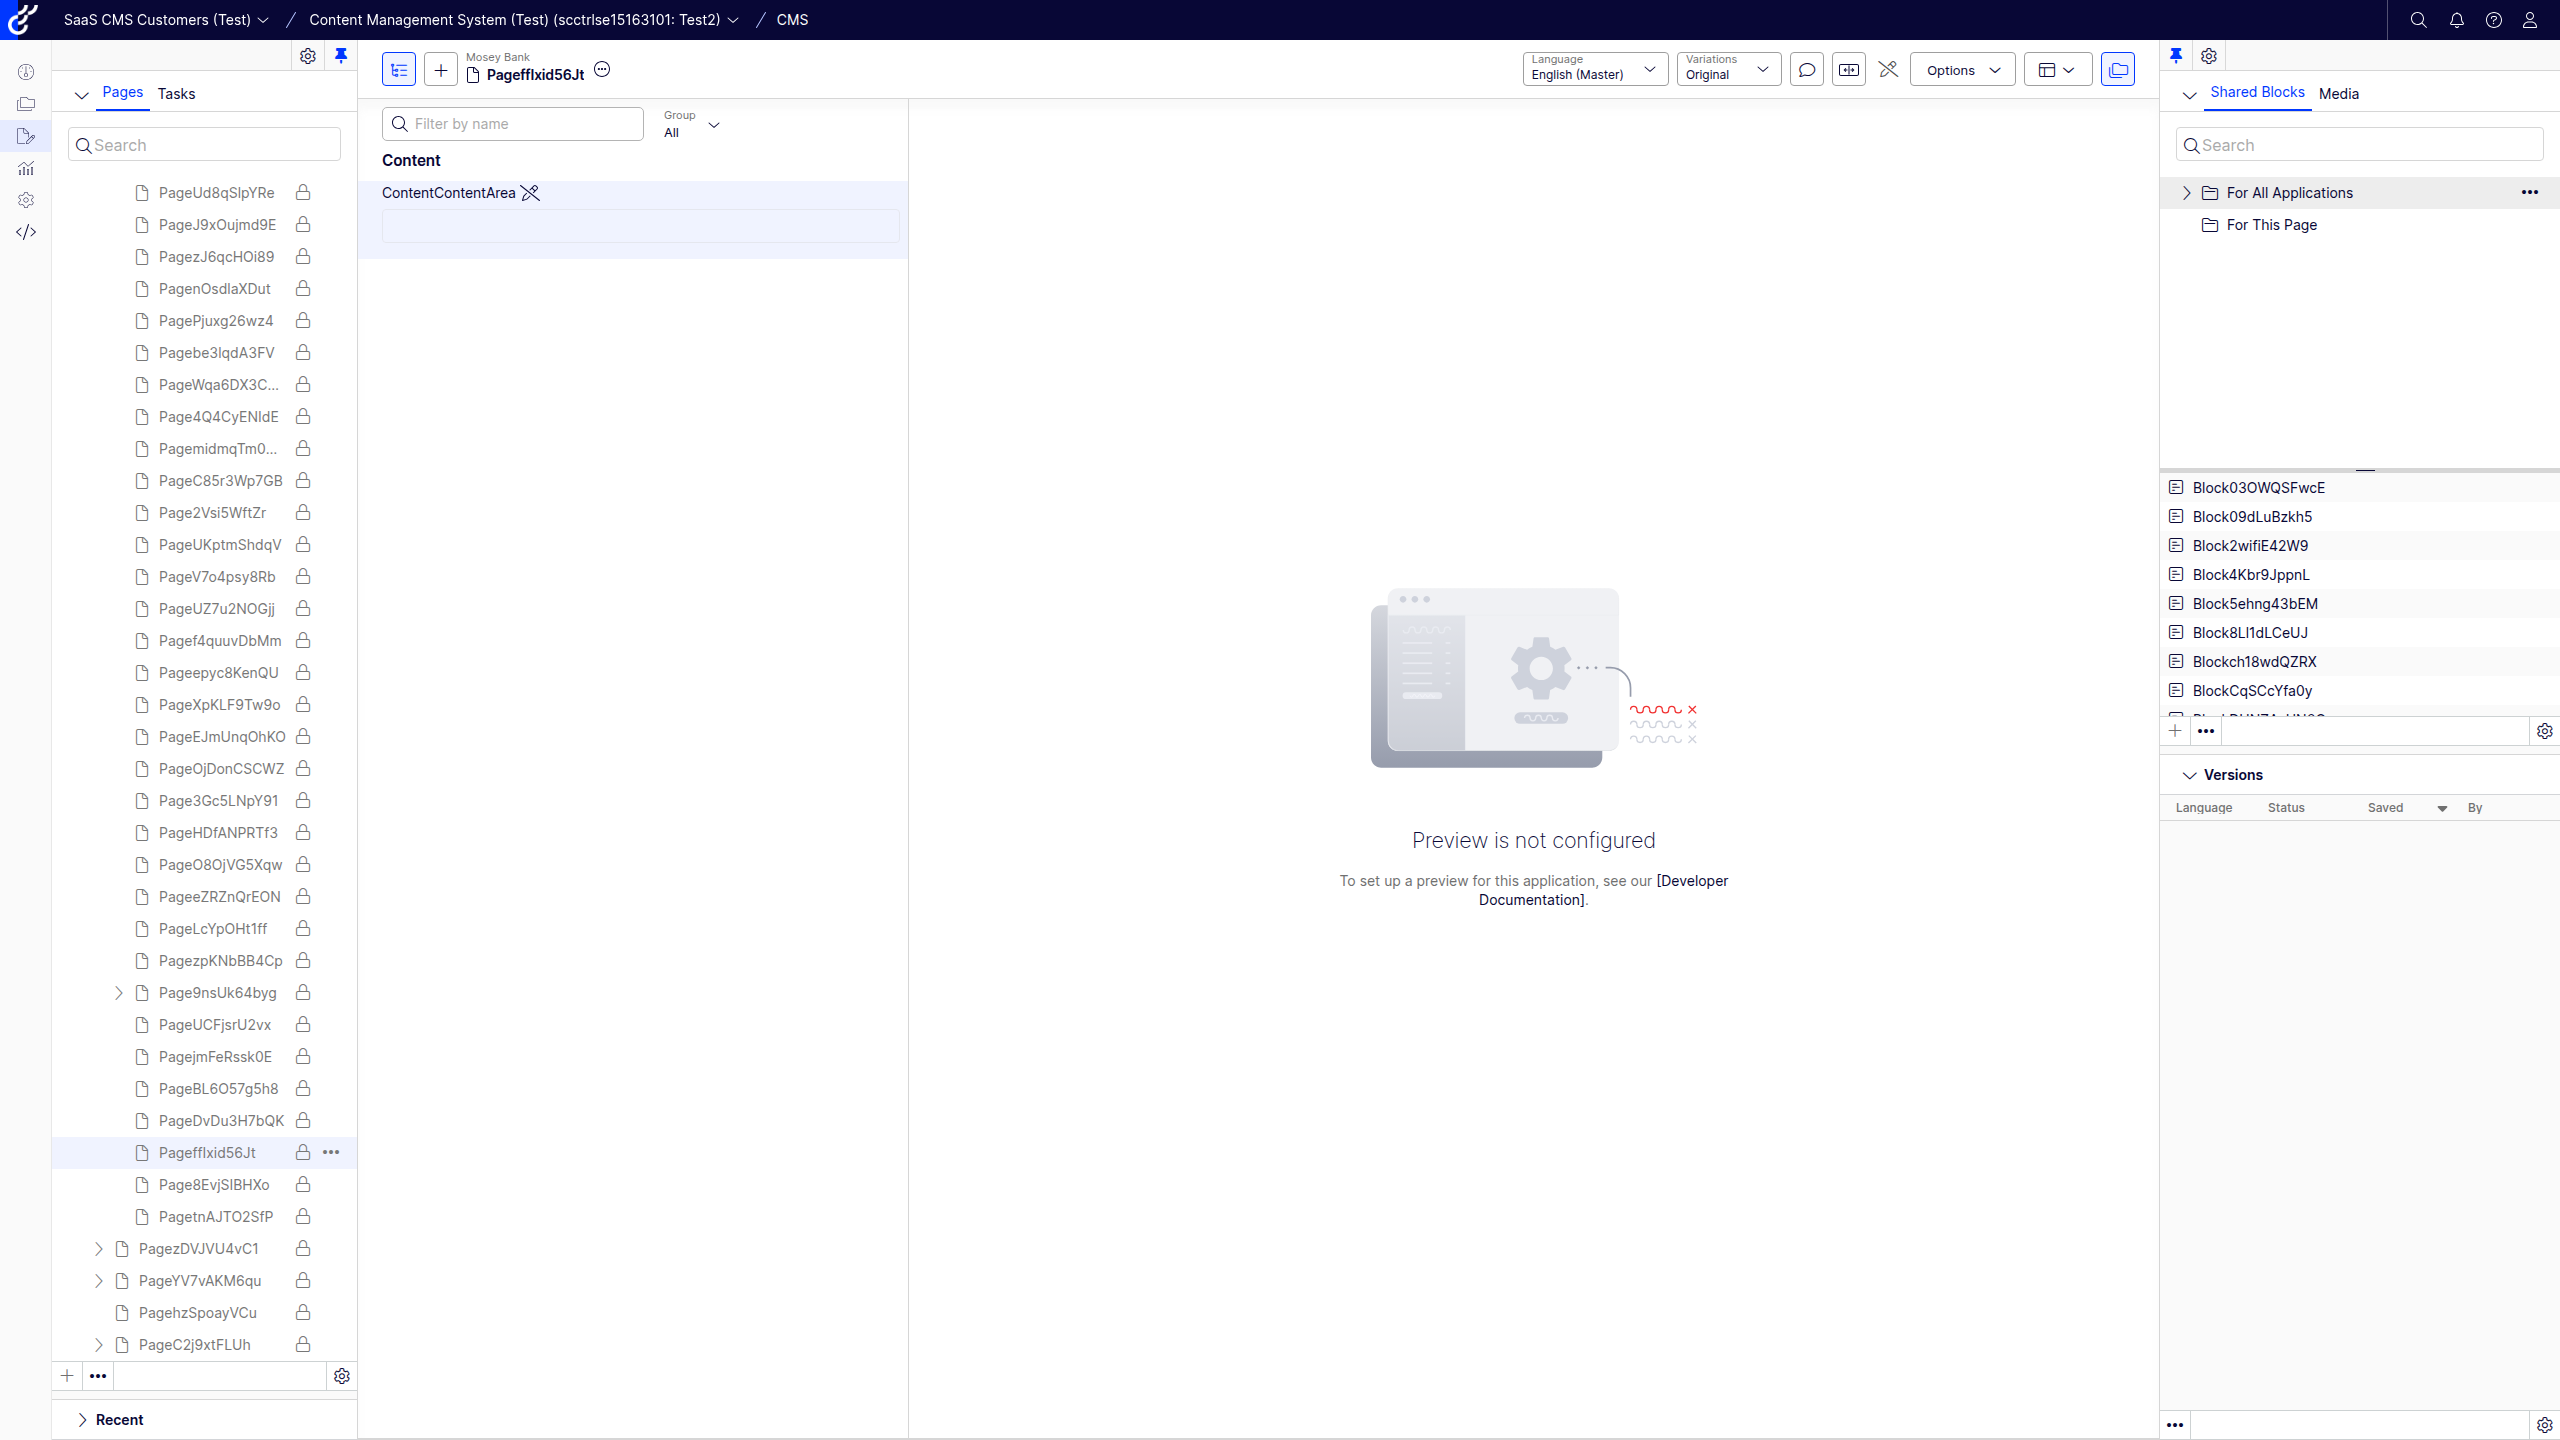 SaaS CMS Customers (Test)
Content Management System (Test) (scctrlse15163101: Test2)
CMS
Pages
Tasks
Search
PageUd8qSlpYRe
PageJ9xOujmd9E
PagezJ6qcHOi89
PagenOsdlaXDut
PagePjuxg26wz4
Pagebe3lqdA3FV
PageWqa6DX3C...
Page4Q4CyENldE
PagemidmqTm0...
PageC85r3Wp7GB
Page2Vsi5WftZr
PageUKptmShdqV
PageV7o4psy8Rb
PageUZ7u2NOGjj
Pagef4quuvDbMm
Pageepyc8KenQU
PageXpKLF9Tw9o
PageEJmUnqOhKO
PageOjDonCSCWZ
Page3Gc5LNpY91
PageHDfANPRTf3
PageO8OjVG5Xqw
PageeZRZnQrEON
PageLcYpOHt1ff
PagezpKNbBB4Cp
Page9nsUk64byg
PageUCFjsrU2vx
PagejmFeRssk0E
PageBL6O57g5h8
PageDvDu3H7bQK
PageffIxid56Jt
Page8EvjSIBHXo
PagetnAJTO2SfP
PagezDVJVU4vC1
PageYV7vAKM6qu
PagehzSpoayVCu
PageC2j9xtFLUh
Recent
Mosey Bank
PageffIxid56Jt
Language
English (Master)
Variations
Original
Options
Filter by name
Group
All
Content
ContentContentArea
Preview is not configured
To set up a preview for this application, see our [Developer
Documentation].
Shared Blocks
Media
Search
For All Applications
For This Page
Block03OWQSFwcE
Block09dLuBzkh5
Block2wifiE42W9
Block4Kbr9JppnL
Block5ehng43bEM
Block8Ll1dLCeUJ
Blockch18wdQZRX
BlockCqSCcYfa0y
Versions
Language
Status
Saved
By